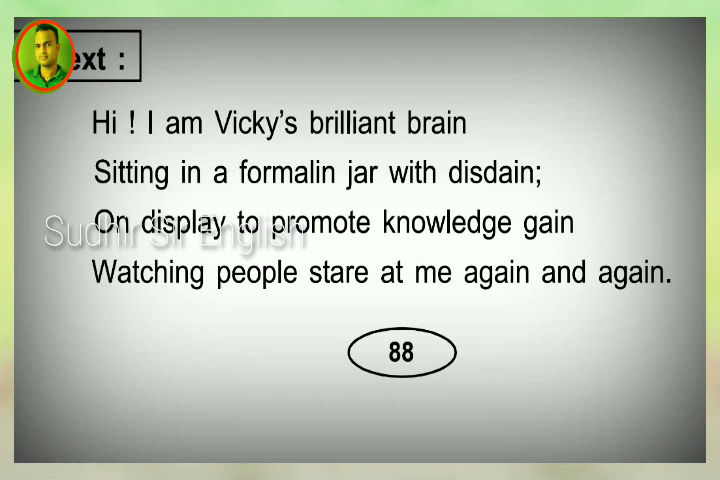 ext :
Hi ! I am Vicky's brilliant brain
Sitting in a formalin jar with disdain;
On display to promote knowledge gain
Sudhir Sir English
Watching people stare at me again and again.
88